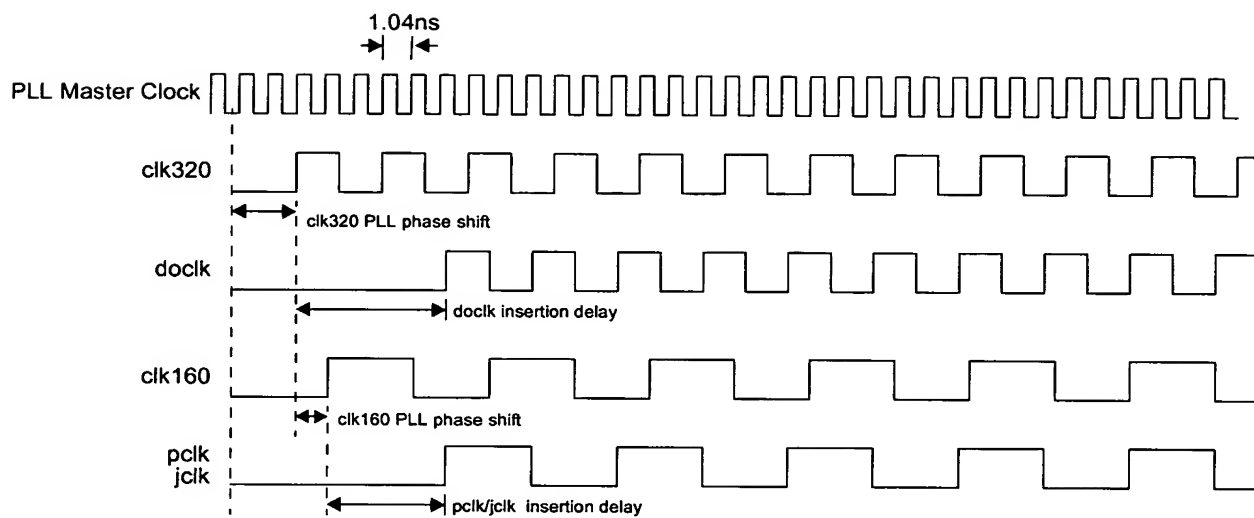 1.04ns
PLL Master Clock
clk320
clk320 PLL phase shift
doclk
doclk insertion delay
clk160
clk160 PLL phase shift
pclk
jclk
pclk/jclk insertion delay